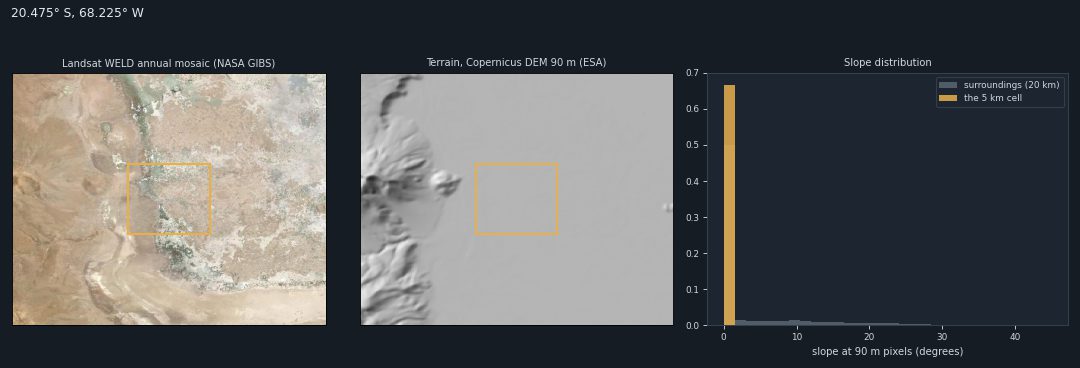 20.475° S, 68.225° W
Landsat WELD annual mosaic (NASA GIBS)
Terrain, Copernicus DEM 90 m (ESA)
Slope distribution
surroundings (20 km)
the 5 km cell
0.7
0.6
0.5
0.4
0.3
0.2
0.1
0.0
0 10 20 30 40
slope at 90 m pixels (degrees)